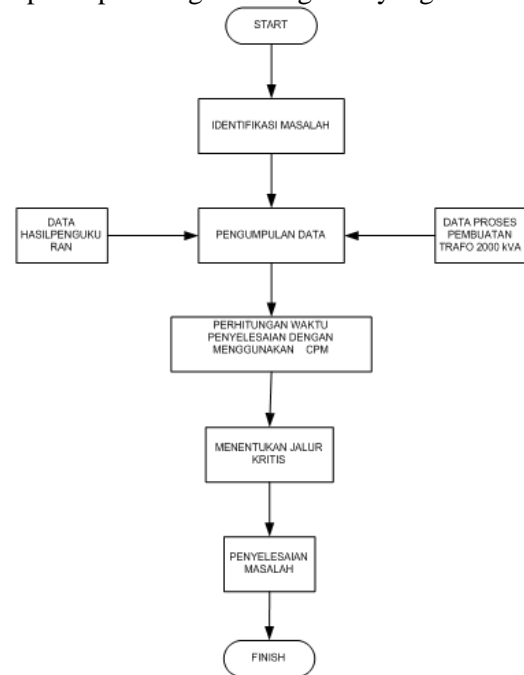 START
IDENTIFIKASI MASALAH
DATA
HASILPENGUKU
RAN
PENGUMPULAN DATA
DATA PROSES
PEMBUATAN
TRAFO 2000 kVA
PERHITUNGAN WAKTU
PENYELESAIAN DENGAN
MENGGUNAKAN CPM
MENENTUKAN JALUR
KRITIS
PENYELESAIAN
MASALAH
FINISH